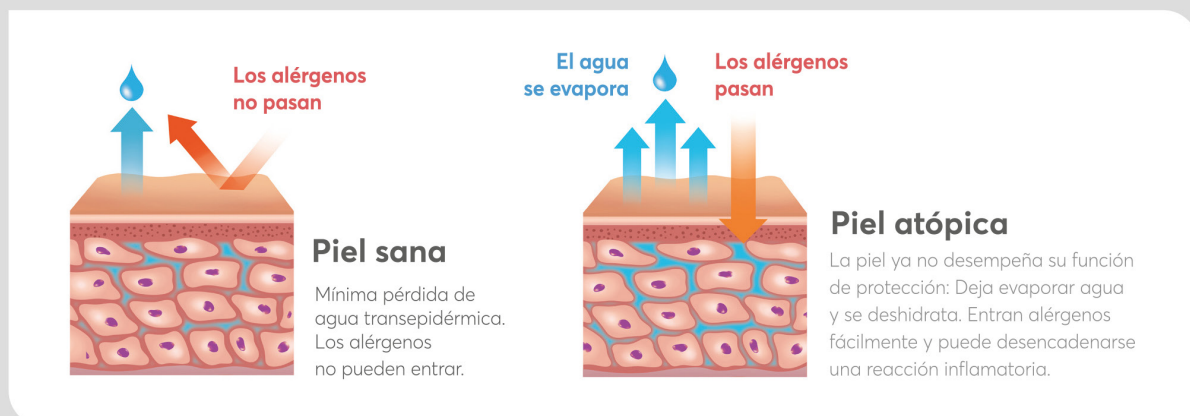 Los alérgenos
no pasan
Piel sana
Mínima pérdida de
agua transepidérmica.
Los alérgenos
no pueden entrar.
El agua
se evapora
Los alérgenos
pasan
Piel atópica
La piel ya no desempeña su función
de protección: Deja evaporar agua
y se deshidrata. Entran alérgenos
fácilmente y puede desencadenarse
una reacción inflamatoria.